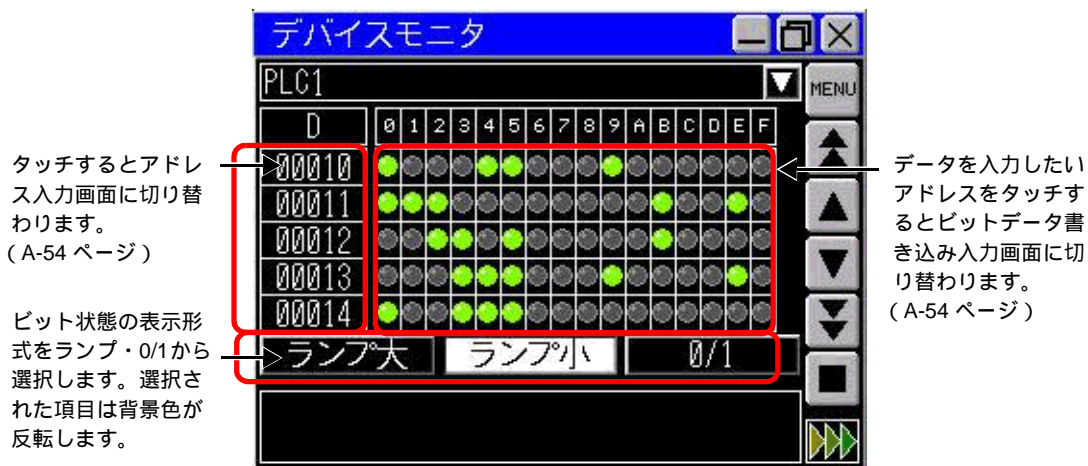 デバイスモニタ
PLC1
MENU
D
0 1 2 3 4 5 6 7 8 9 A B C D E F
00010
00011
00012
00013
00014
ランプ大
ランプ小
0/1
タッチするとアドレ
ス入力画面に切り替
わります。
( A-54 ページ )
ビット状態の表示形
式をランプ・0/1から
選択します。選択さ
れた項目は背景色が
反転します。
データを入力したい
アドレスをタッチす
るとビットデータ書
き込み入力画面に切
り替わります。
( A-54 ページ )